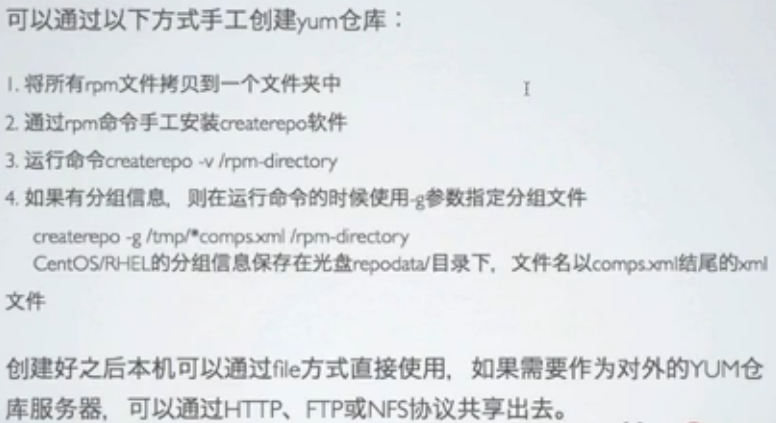 可以通过以下方式手工创建yum仓库：
1. 将所有rpm文件拷贝到一个文件夹中
2. 通过rpm命令手工安装createrepo软件
3. 运行命令createrepo -v /rpm-directory
4. 如果有分组信息，则在运行命令的时候使用-g参数指定分组文件
createrepo -g /tmp/*comps.xml /rpm-directory
CentOS/RHEL的分组信息保存在光盘repodata/目录下，文件名以comps.xml结尾的xml
文件
创建好之后本机可以通过file方式直接使用，如果需要作为对外的YUM仓
库服务器，可以通过HTTP、FTP或NFS协议共享出去。